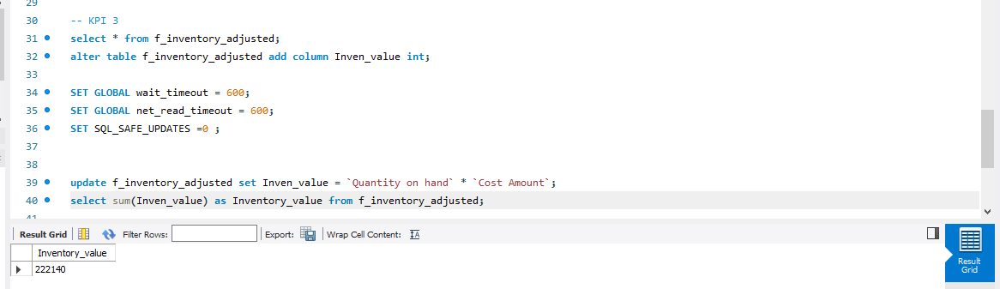 29
30 -- KPI 3
31 select * from f_inventory_adjusted;
32 alter table f_inventory_adjusted add column Inven_value int;
33
34 SET GLOBAL wait_timeout = 600;
35 SET GLOBAL net_read_timeout = 600;
36 SET SQL_SAFE_UPDATES =0 ;
37
38
39 update f_inventory_adjusted set Inven_value = `Quantity on hand` * `Cost Amount`;
40 select sum(Inven_value) as Inventory_value from f_inventory_adjusted;
41
Result Grid Filter Rows: Export: Wrap Cell Content: IA
Inventory_value
222140
Result
Grid